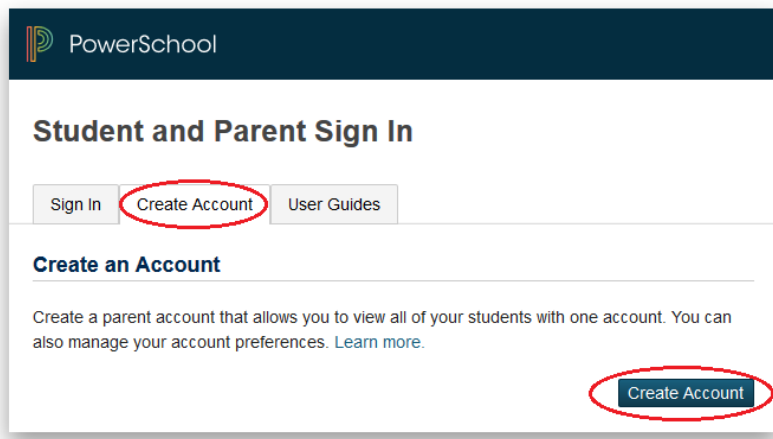 PowerSchool
Student and Parent Sign In
Sign In
Create Account
User Guides
Create an Account
Create a parent account that allows you to view all of your students with one account. You can
also manage your account preferences. Learn more.
Create Account